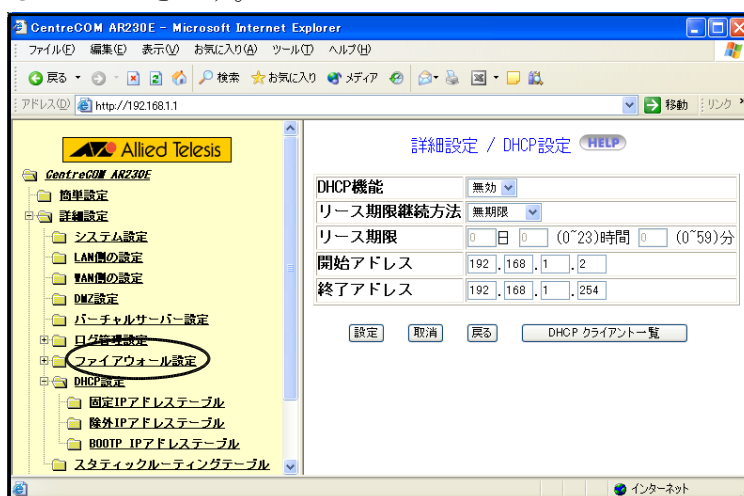 CentreCOM AR230E - Microsoft Internet Explorer
ファイル(F) 編集(E) 表示(V) お気に入り(A) ツール(T) ヘルプ(H)
戻る 検索 お気に入り メディア
アドレス(D) http://192.168.1.1 移動 リンク
Allied Telesis
CentreCOM AR230E
簡単設定
詳細設定
システム設定
LAN側の設定
WAN側の設定
DMZ設定
バーチャルサーバー設定
ログ管理設定
ファイアウォール設定
DHCP設定
固定IPアドレステーブル
除外IPアドレステーブル
BOOTP IPアドレステーブル
スタティックルーティングテーブル
詳細設定 / DHCP設定 HELP
DHCP機能 無効
リース期限継続方法 無期限
リース期限 0 日 0 (0~23)時間 0 (0~59)分
開始アドレス 192 . 168 . 1 . 2
終了アドレス 192 . 168 . 1 . 254
設定 取消 戻る DHCP クライアント一覧
インターネット